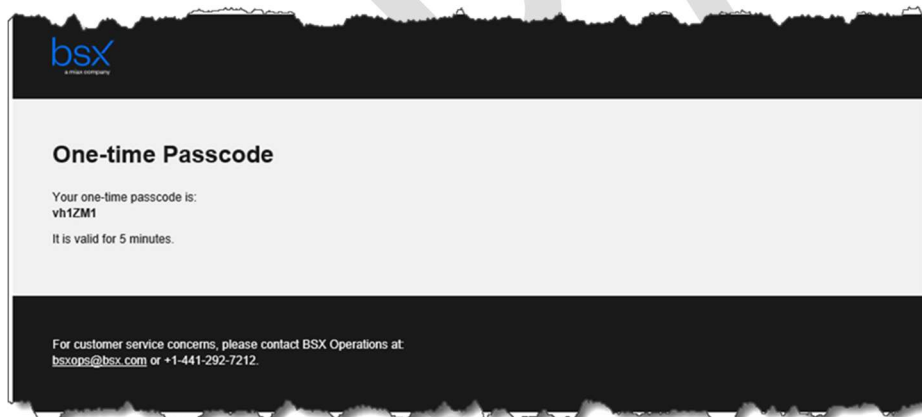 bsx
a miax company
One-time Passcode
Your one-time passcode is:
vh1ZM1
It is valid for 5 minutes.
For customer service concerns, please contact BSX Operations at:
bsxops@bsx.com or +1-441-292-7212.